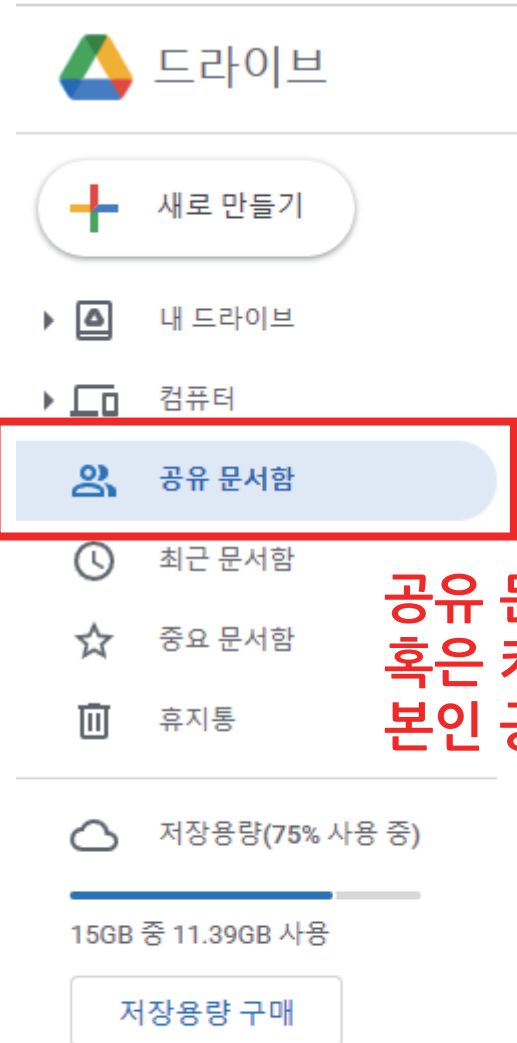 드라이브
새로 만들기
내 드라이브
컴퓨터
공유 문서함
최근 문서함
공유
중요 문서함
혹은
휴지통
본인
저장용량(75% 사용 중)
15GB 중 11.39GB 사용
저장용량 구매